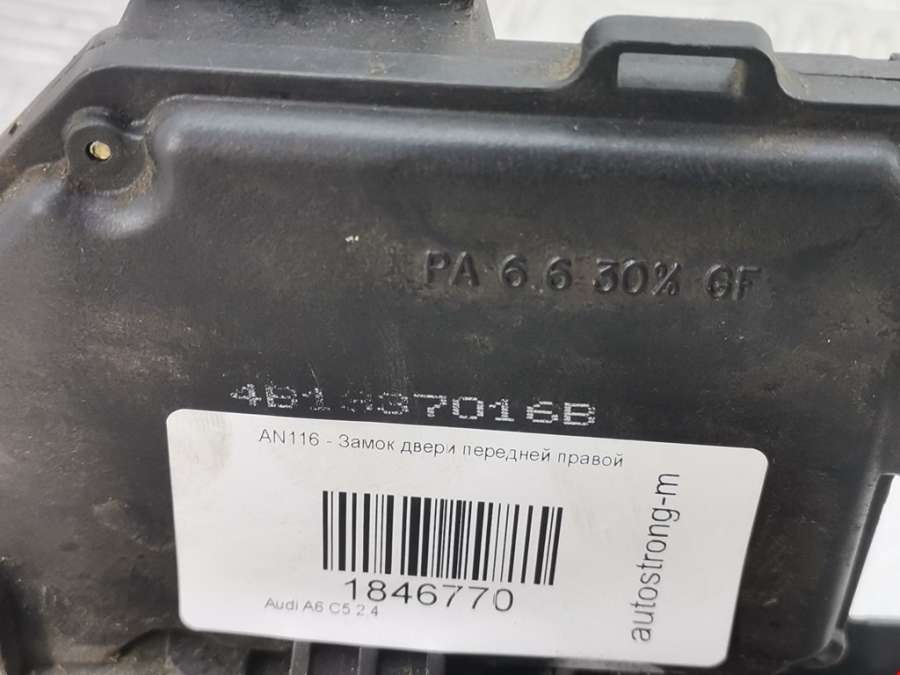 PA 6.6 30% GF
4B1837016B
AN116 - Замок двери передней правой
1846770
Audi A6 C5 2.4
autostrong-m